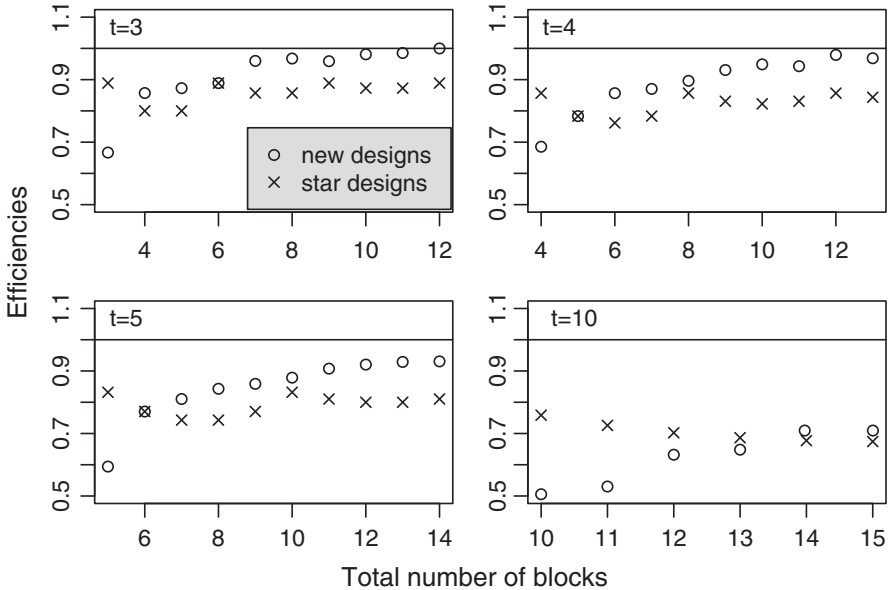 t=3
1.1
0.9
0.7
0.5
4 6 8 10 12
new designs
star designs
t=4
1.1
0.9
0.7
0.5
4 6 8 10 12
Efficiencies
t=5
1.1
0.9
0.7
0.5
6 8 10 12 14
t=10
1.1
0.9
0.7
0.5
10 11 12 13 14 15
Total number of blocks